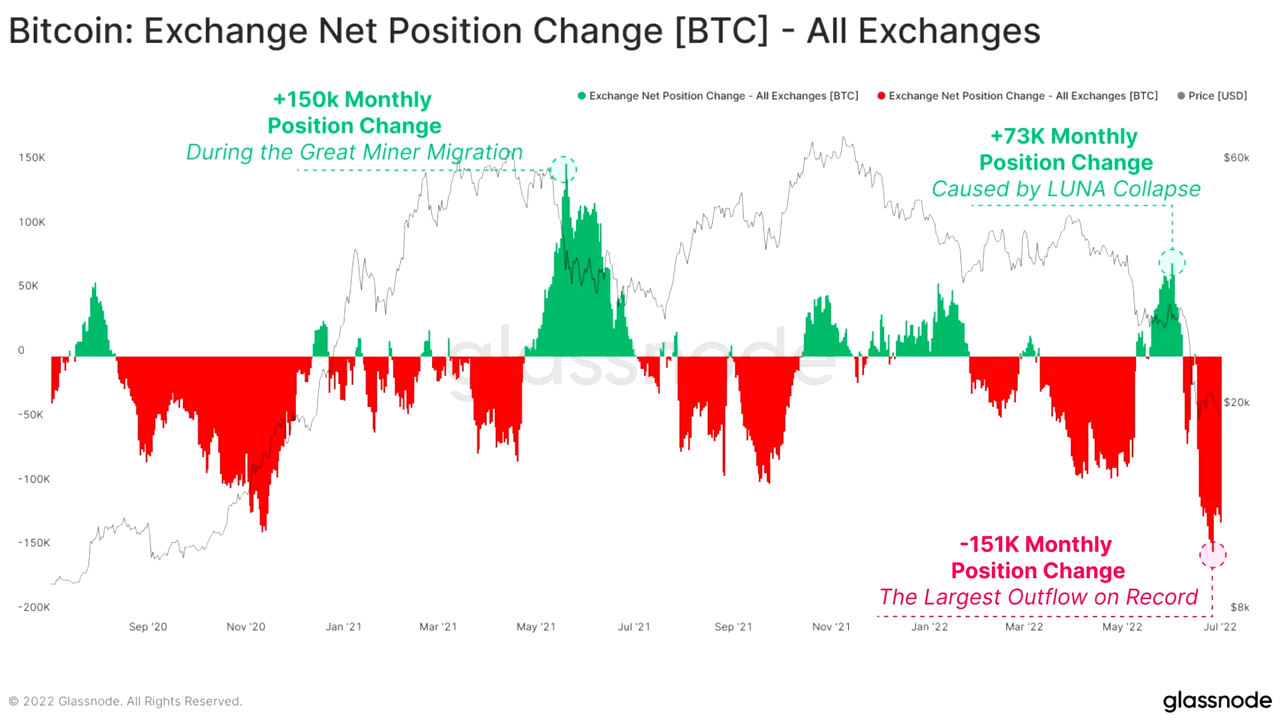 Bitcoin: Exchange Net Position Change [BTC] - All Exchanges
Exchange Net Position Change - All Exchanges [BTC]
Exchange Net Position Change - All Exchanges [BTC]
Price [USD]
+150k Monthly
Position Change
During the Great Miner Migration
+73K Monthly
Position Change
Caused by LUNA Collapse
150K
100K
50K
0
-50K
-100K
-150K
-200K
$60k
$20k
$8k
glassnode
-151K Monthly
Position Change
The Largest Outflow on Record
Sep '20
Nov '20
Jan '21
Mar '21
May '21
Jul '21
Sep '21
Nov '21
Jan '22
Mar '22
May '22
Jul '22
© 2022 Glassnode. All Rights Reserved.
glassnode